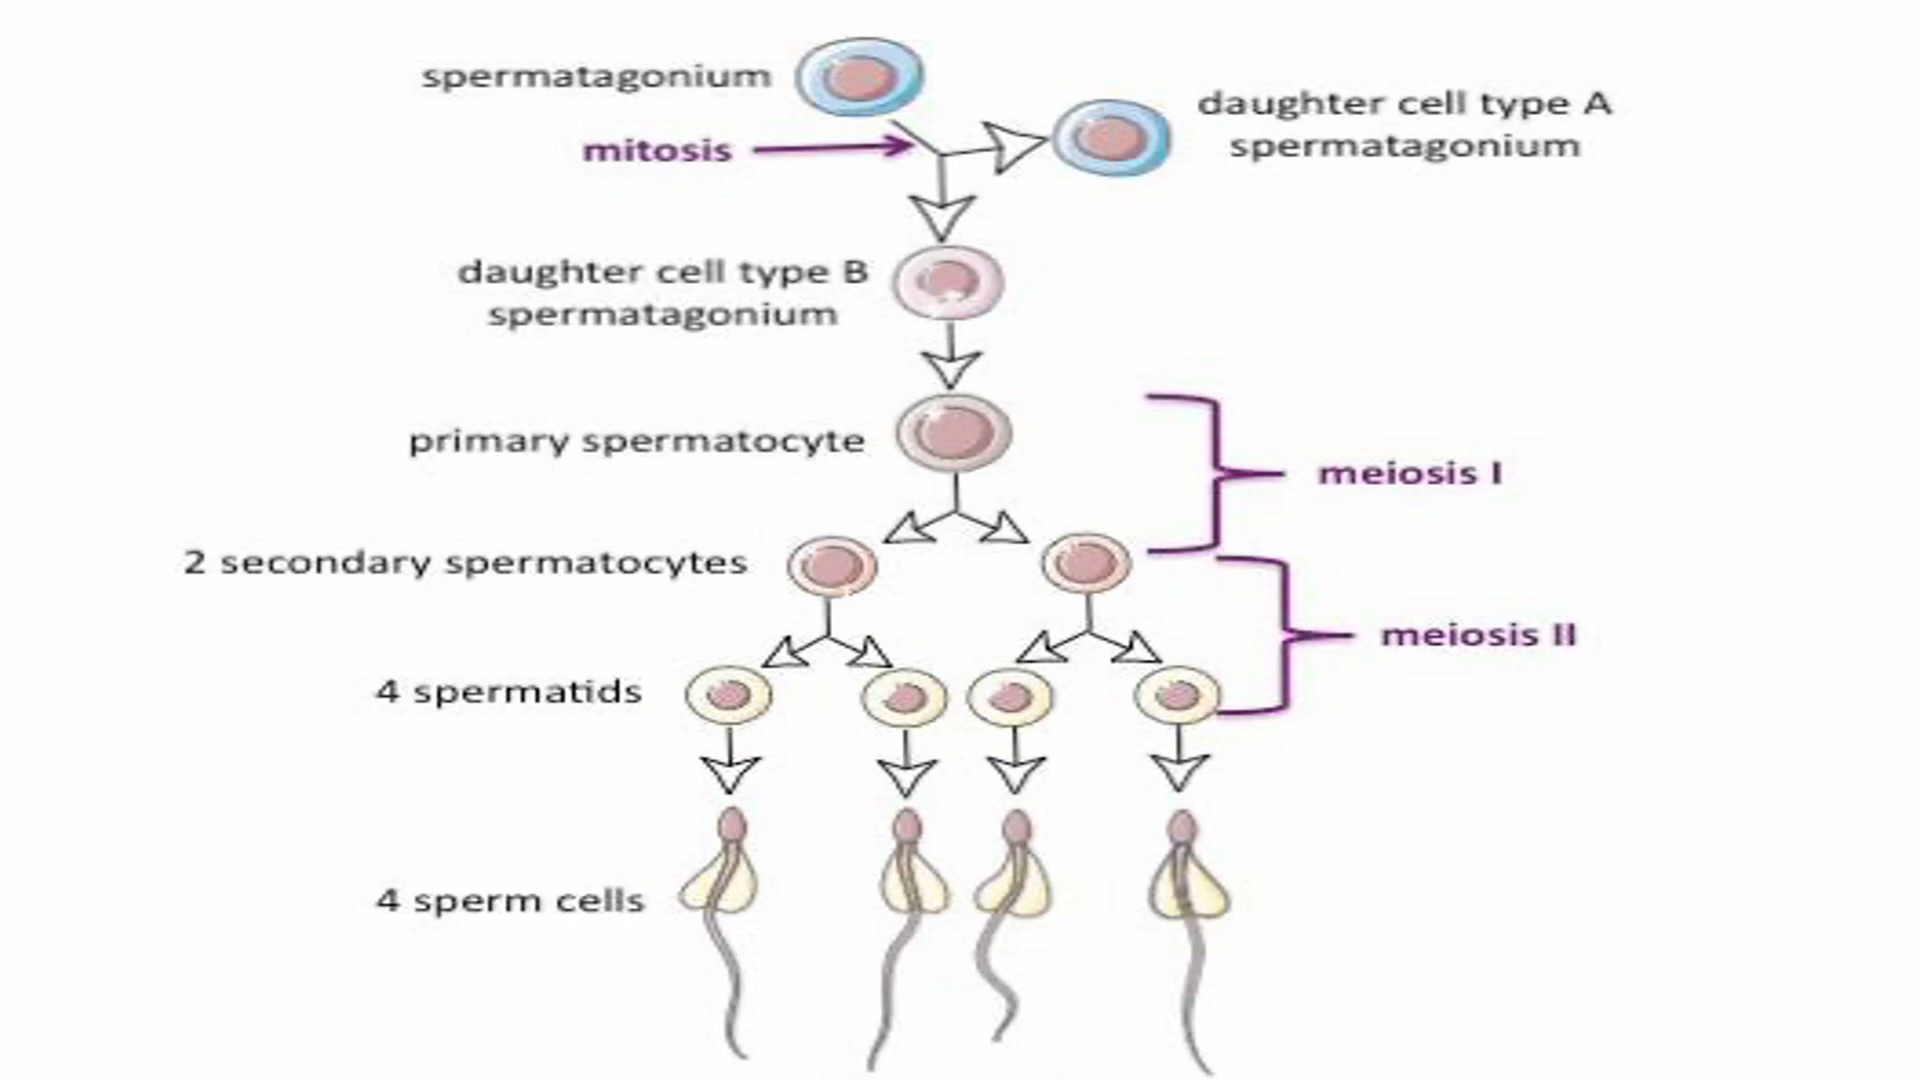 spermatagonium
daughter cell type A
spermatagonium
mitosis
daughter cell type B
spermatagonium
primary spermatocyte
meiosis I
2 secondary spermatocytes
meiosis II
4 spermatids
4 sperm cells